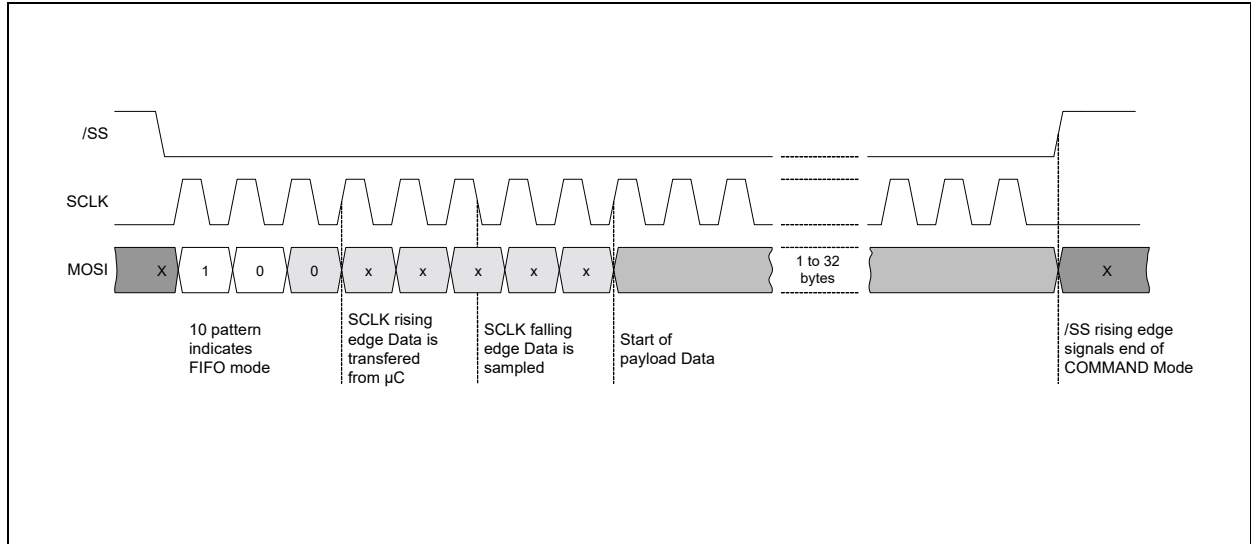 /SS
SCLK
MOSI
X 1 0 0 x x x x x
1 to 32
bytes
X
10 pattern
indicates
FIFO mode
SCLK rising
edge Data is
transfered
from µC
SCLK falling
edge Data is
sampled
Start of
payload Data
/SS rising edge
signals end of
COMMAND Mode